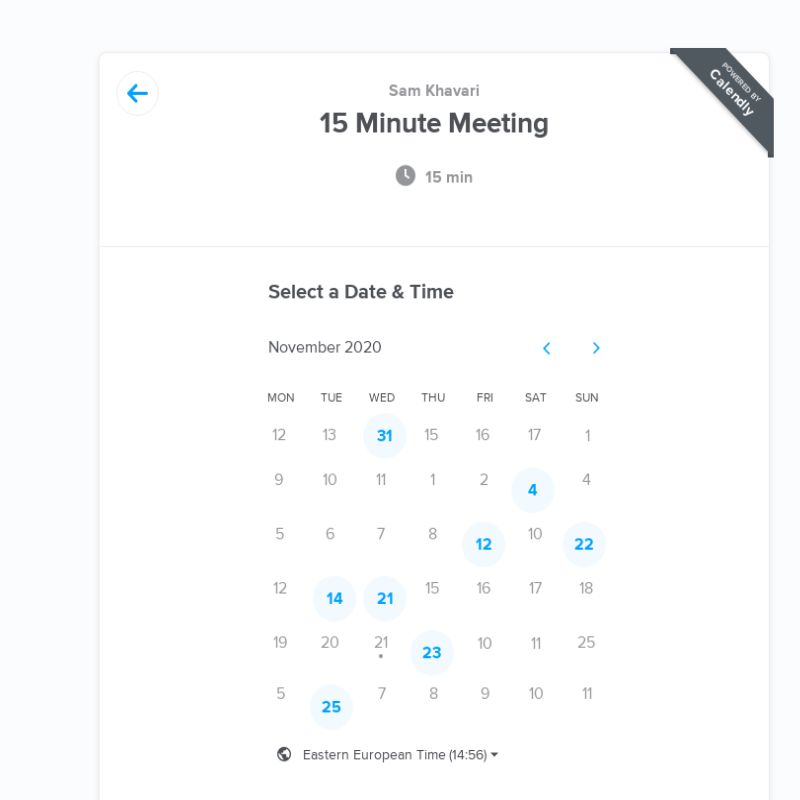 POWERED BY
Calendly
Sam Khavari
15 Minute Meeting
15 min
Select a Date & Time
November 2020
MON TUE WED THU FRI SAT SUN
12 13 31 15 16 17 1
9 10 11 1 2 4 4
5 6 7 8 12 10 22
12 14 21 15 16 17 18
19 20 21 23 10 11 25
5 25 7 8 9 10 11
Eastern European Time (14:56)